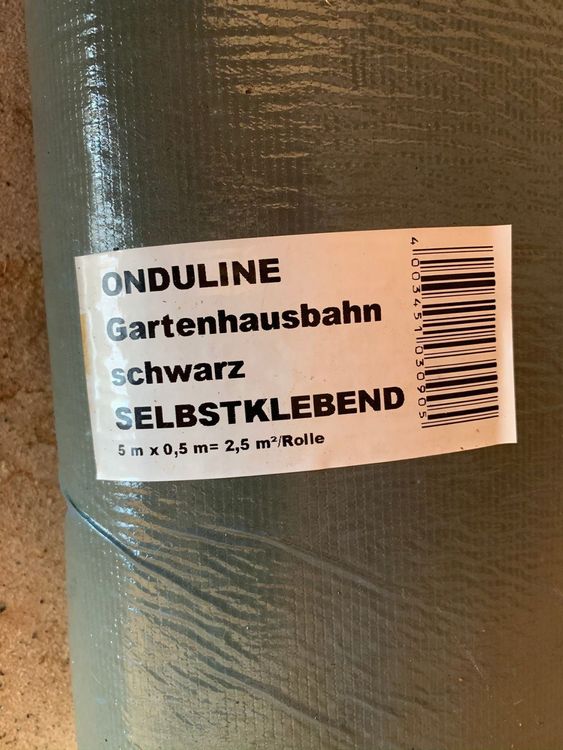 ONDULINE
Gartenhausbahn
schwarz
SELBSTKLEBEND
5 m x 0,5 m= 2,5 m²/Rolle
4003451030905